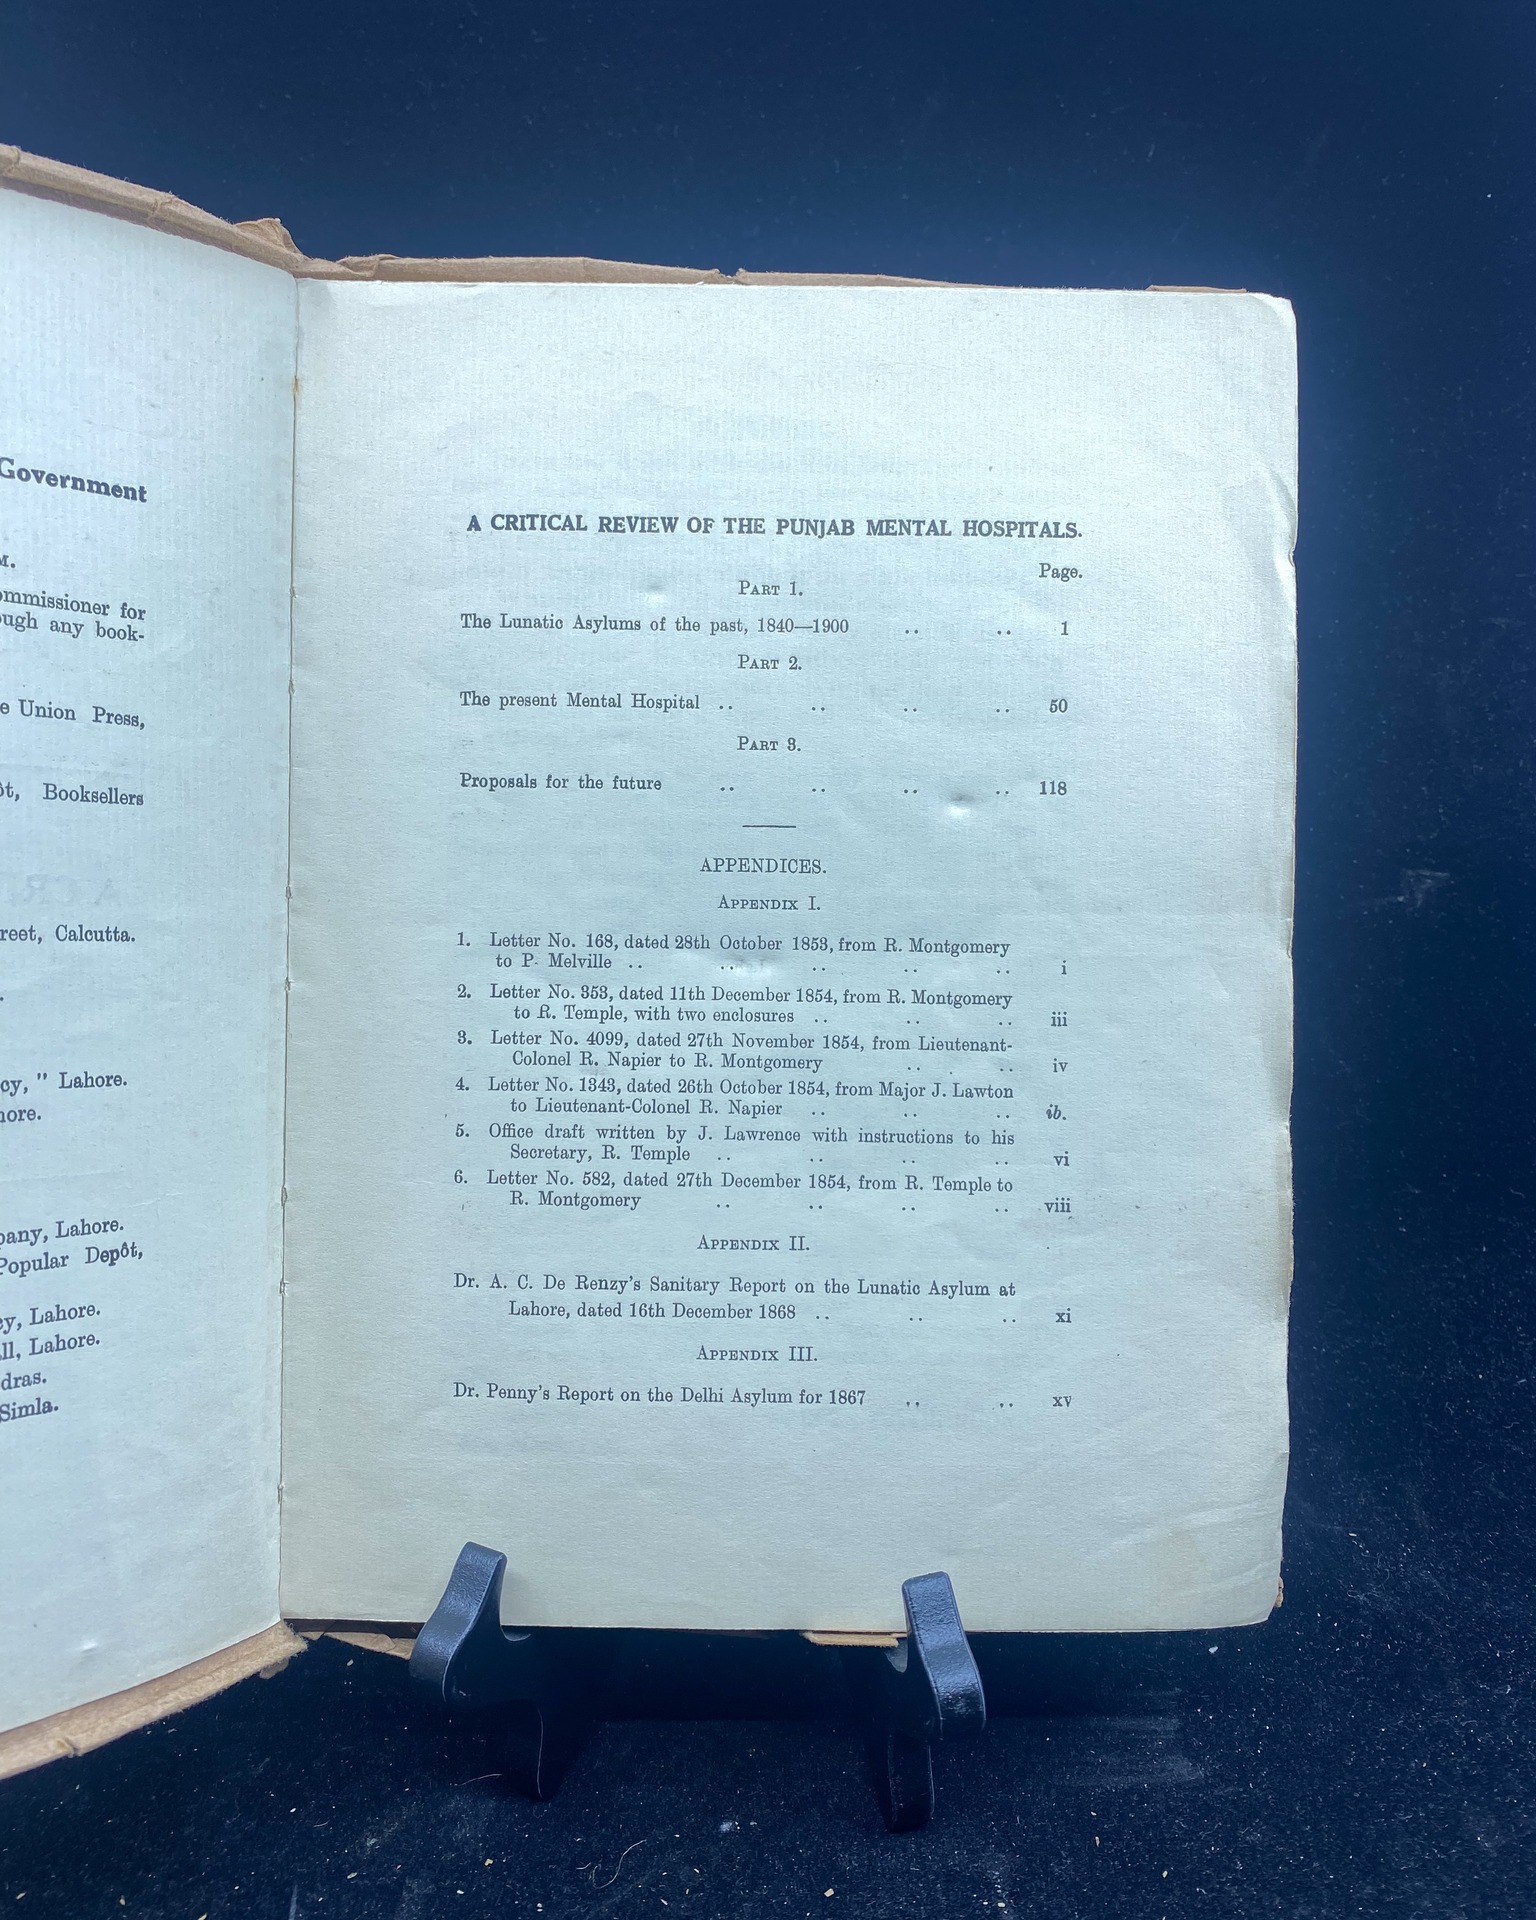 Government
M.
ommissioner for
ough any book-
e Union Press,
ôt, Booksellers
reet, Calcutta.
cy, " Lahore.
hore.
pany, Lahore.
Popular Depôt,
ey, Lahore.
ll, Lahore.
dras.
Simla.
A CRITICAL REVIEW OF THE PUNJAB MENTAL HOSPITALS.
Page.
PART 1.
The Lunatic Asylums of the past, 1840—1900 .. .. 1
PART 2.
The present Mental Hospital .. .. .. .. 50
PART 3.
Proposals for the future .. .. .. .. 118
APPENDICES.
APPENDIX I.
1. Letter No. 168, dated 28th October 1853, from R. Montgomery
to P. Melville .. .. .. .. .. i
2. Letter No. 353, dated 11th December 1854, from R. Montgomery
to R. Temple, with two enclosures .. .. .. iii
3. Letter No. 4099, dated 27th November 1854, from Lieutenant-
Colonel R. Napier to R. Montgomery .. .. iv
4. Letter No. 1343, dated 26th October 1854, from Major J. Lawton
to Lieutenant-Colonel R. Napier .. .. .. ib.
5. Office draft written by J. Lawrence with instructions to his
Secretary, R. Temple .. .. .. .. vi
6. Letter No. 582, dated 27th December 1854, from R. Temple to
R. Montgomery .. .. .. .. viii
APPENDIX II.
Dr. A. C. De Renzy's Sanitary Report on the Lunatic Asylum at
Lahore, dated 16th December 1868 .. .. .. xi
APPENDIX III.
Dr. Penny's Report on the Delhi Asylum for 1867 .. .. xv